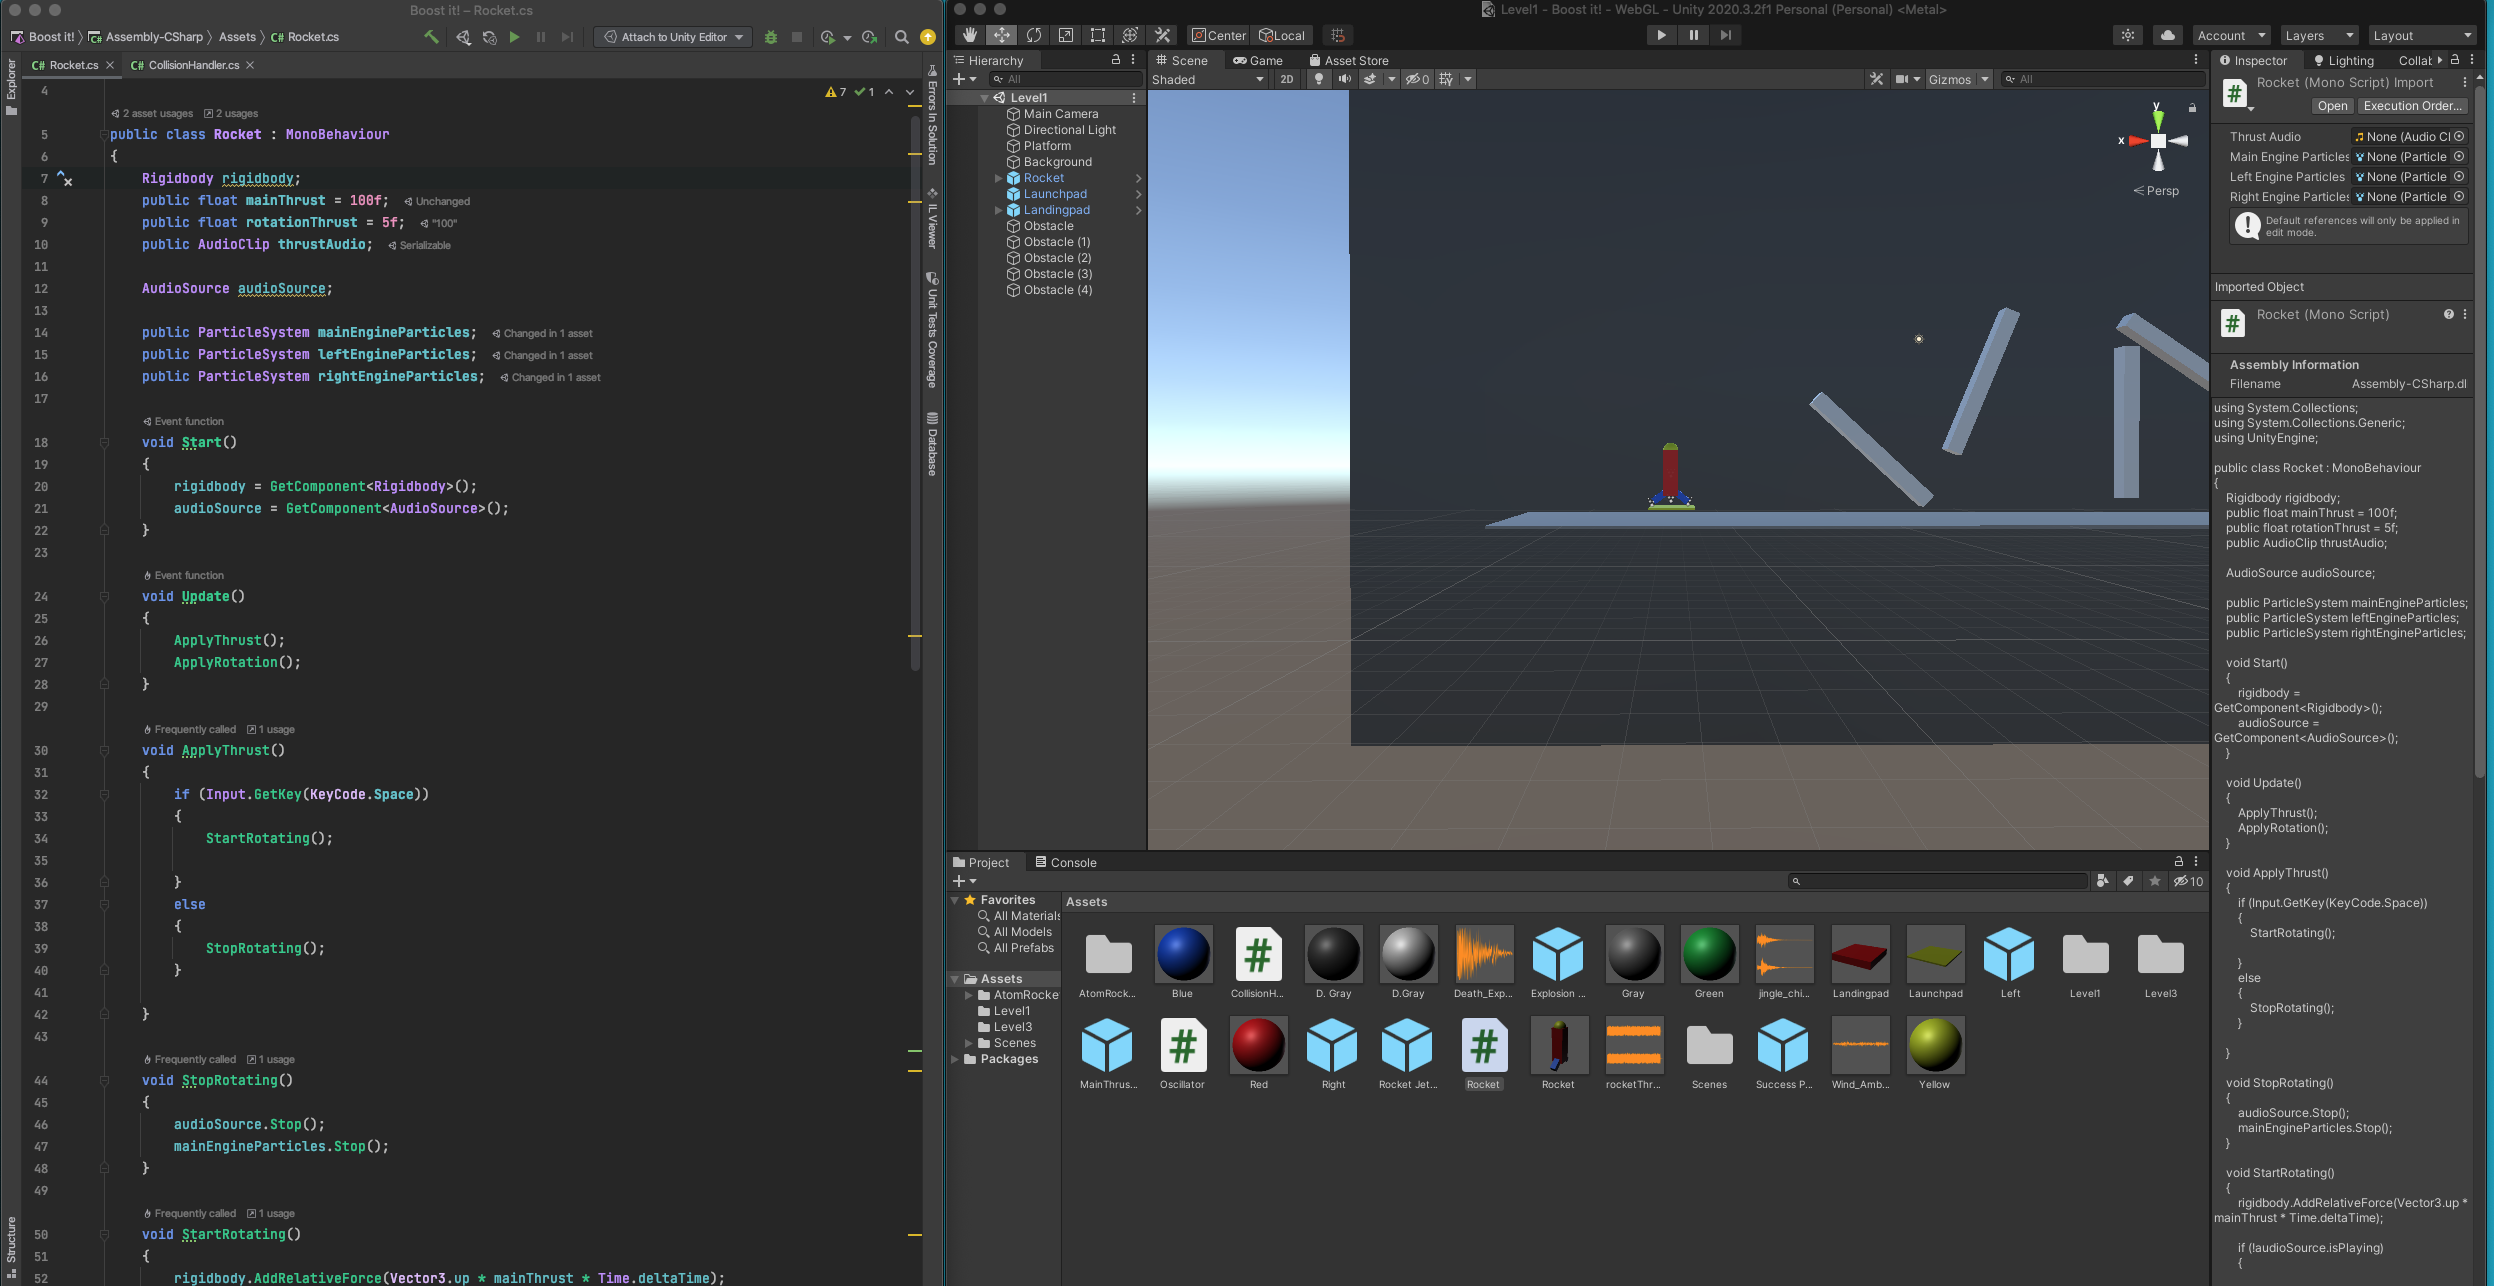 Boost it! – Rocket.cs
Boost it! Assembly-CSharp Assets C# Rocket.cs
Attach to Unity Editor
C# Rocket.cs
C# CollisionHandler.cs
Explorer
Structure
Errors In Solution
IL Viewer
Unit Tests Coverage
Database
7 1
4
2 asset usages 2 usages
5 public class Rocket : MonoBehaviour
6 {
7 Rigidbody rigidbody;
8 public float mainThrust = 100f; Unchanged
9 public float rotationThrust = 5f; "100"
10 public AudioClip thrustAudio; Serializable
11
12 AudioSource audioSource;
13
14 public ParticleSystem mainEngineParticles; Changed in 1 asset
15 public ParticleSystem leftEngineParticles; Changed in 1 asset
16 public ParticleSystem rightEngineParticles; Changed in 1 asset
17
Event function
18 void Start()
19 {
20 rigidbody = GetComponent<Rigidbody>();
21 audioSource = GetComponent<AudioSource>();
22 }
23
Event function
24 void Update()
25 {
26 ApplyThrust();
27 ApplyRotation();
28 }
29
Frequently called 1 usage
30 void ApplyThrust()
31 {
32 if (Input.GetKey(KeyCode.Space))
33 {
34 StartRotating();
35
36 }
37 else
38 {
39 StopRotating();
40 }
41
42 }
43
Frequently called 1 usage
44 void StopRotating()
45 {
46 audioSource.Stop();
47 mainEngineParticles.Stop();
48 }
49
Frequently called 1 usage
50 void StartRotating()
51 {
52 rigidbody.AddRelativeForce(Vector3.up * mainThrust * Time.deltaTime);
Level1 - Boost it! - WebGL - Unity 2020.3.2f1 Personal (Personal) <Metal>
Center Local
Account Layers Layout
Hierarchy
All
Level1
Main Camera
Directional Light
Platform
Background
Rocket
Launchpad
Landingpad
Obstacle
Obstacle (1)
Obstacle (2)
Obstacle (3)
Obstacle (4)
Scene Game Asset Store
Shaded 2D 0 Gizmos All
y
x
Persp
Project Console
10
Favorites
All Materials
All Models
All Prefabs
Assets
AtomRocket
Level1
Level3
Scenes
Packages
Assets
AtomRock... Blue CollisionH... D. Gray D.Gray Death_Exp... Explosion ... Gray Green jingle_chi... Landingpad Launchpad Left Level1 Level3
MainThrus... Oscillator Red Right Rocket Jet... Rocket Rocket rocketThr... Scenes Success P... Wind_Amb... Yellow
Inspector Lighting Collab
Rocket (Mono Script) Import
Open Execution Order...
Thrust Audio None (Audio Cl
Main Engine Particles None (Particle
Left Engine Particles None (Particle
Right Engine Particles None (Particle
Default references will only be applied in
edit mode.
Imported Object
Rocket (Mono Script)
Assembly Information
Filename Assembly-CSharp.dl
using System.Collections;
using System.Collections.Generic;
using UnityEngine;
public class Rocket : MonoBehaviour
{
Rigidbody rigidbody;
public float mainThrust = 100f;
public float rotationThrust = 5f;
public AudioClip thrustAudio;
AudioSource audioSource;
public ParticleSystem mainEngineParticles;
public ParticleSystem leftEngineParticles;
public ParticleSystem rightEngineParticles;
void Start()
{
rigidbody =
GetComponent<Rigidbody>();
audioSource =
GetComponent<AudioSource>();
}
void Update()
{
ApplyThrust();
ApplyRotation();
}
void ApplyThrust()
{
if (Input.GetKey(KeyCode.Space))
{
StartRotating();
}
else
{
StopRotating();
}
}
void StopRotating()
{
audioSource.Stop();
mainEngineParticles.Stop();
}
void StartRotating()
{
rigidbody.AddRelativeForce(Vector3.up *
mainThrust * Time.deltaTime);
if (!audioSource.isPlaying)
{